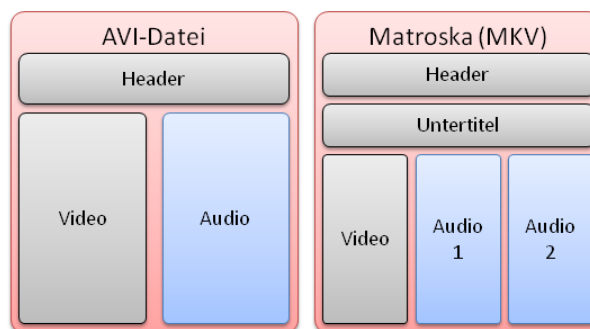 AVI-Datei
Header
Video
Audio
Matroska (MKV)
Header
Untertitel
Video
Audio
1
Audio
2